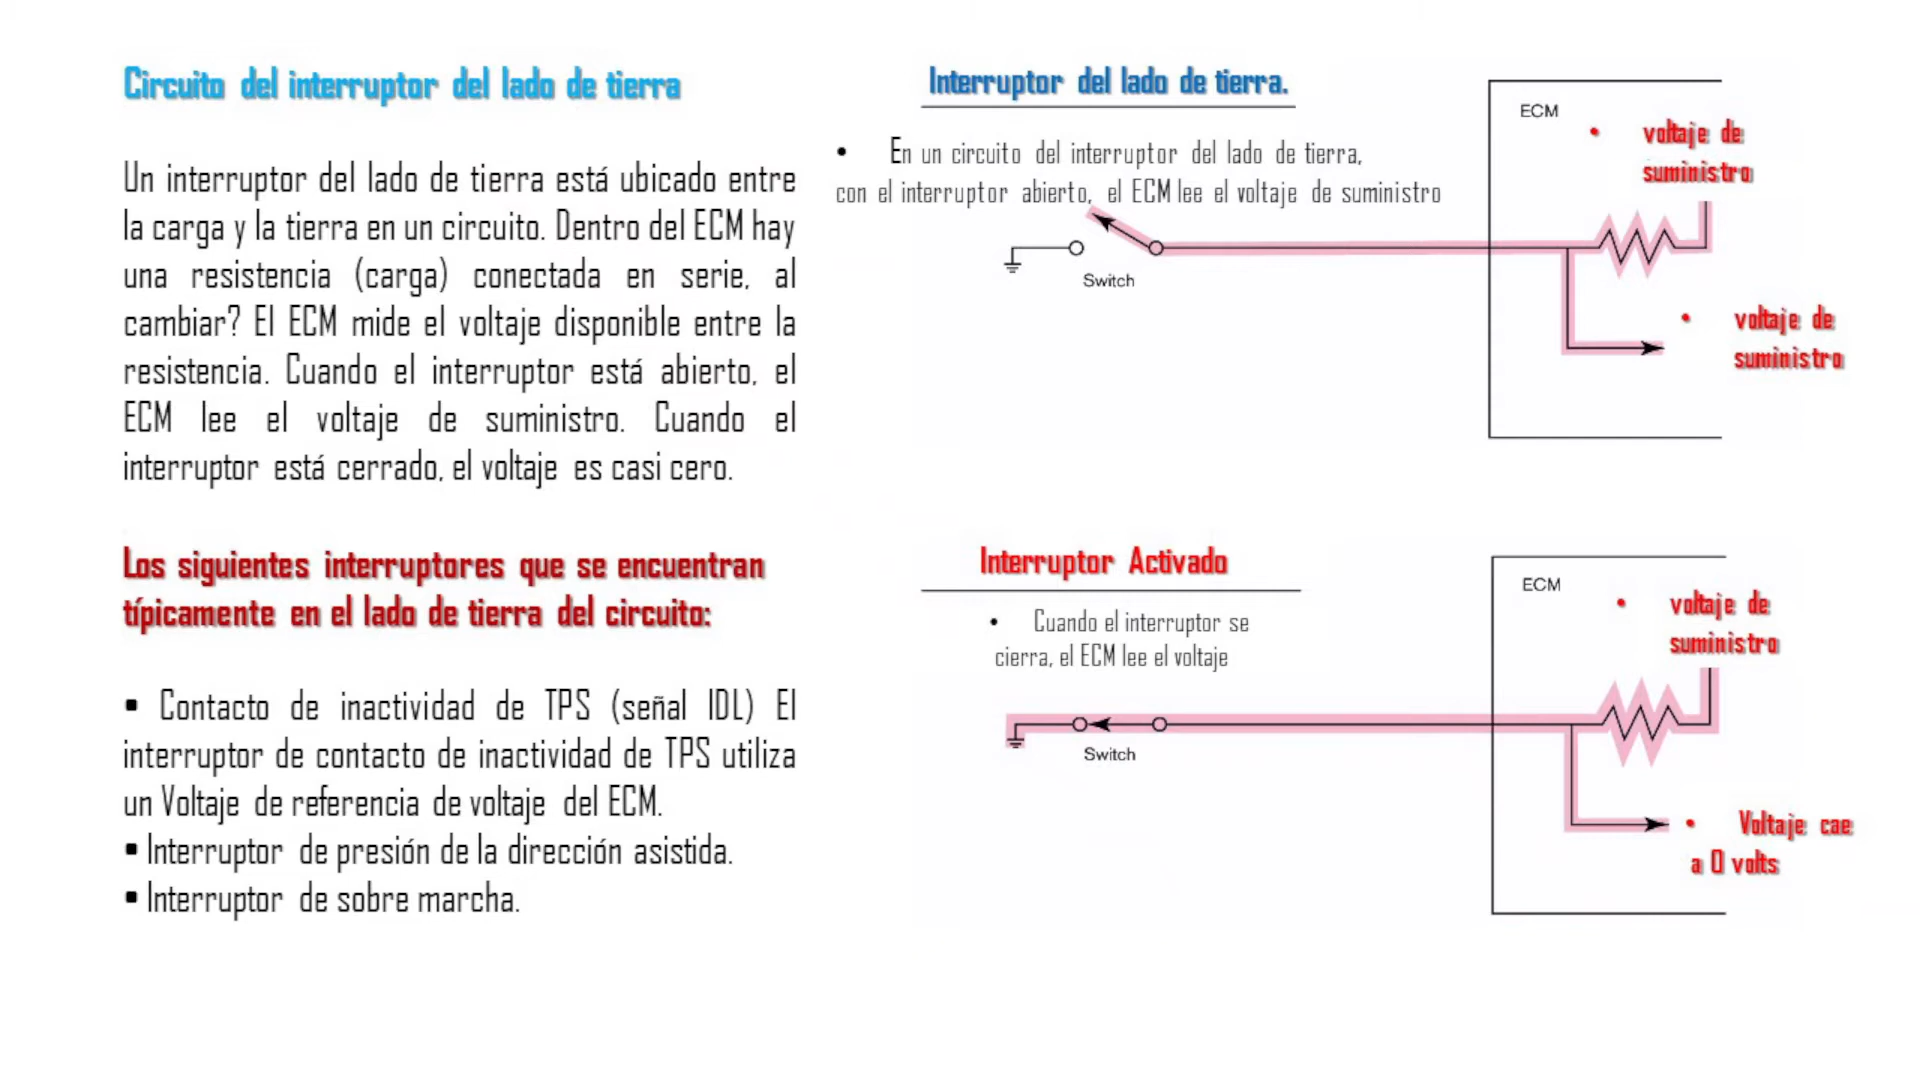 Circuito del interruptor del lado de tierra
Un interruptor del lado de tierra está ubicado entre
la carga y la tierra en un circuito. Dentro del ECM hay
una resistencia (carga) conectada en serie, al
cambiar? El ECM mide el voltaje disponible entre la
resistencia. Cuando el interruptor está abierto, el
ECM lee el voltaje de suministro. Cuando el
interruptor está cerrado, el voltaje es casi cero.
Los siguientes interruptores que se encuentran
típicamente en el lado de tierra del circuito:
• Contacto de inactividad de TPS (señal IDL) El
interruptor de contacto de inactividad de TPS utiliza
un Voltaje de referencia de voltaje del ECM.
• Interruptor de presión de la dirección asistida.
• Interruptor de sobre marcha.
Interruptor del lado de tierra.
• En un circuito del interruptor del lado de tierra,
con el interruptor abierto, el ECM lee el voltaje de suministro
Switch
ECM
• voltaje de
suministro
• voltaje de
suministro
Interruptor Activado
• Cuando el interruptor se
cierra, el ECM lee el voltaje
Switch
ECM
• voltaje de
suministro
• Voltaje cae
a 0 volts